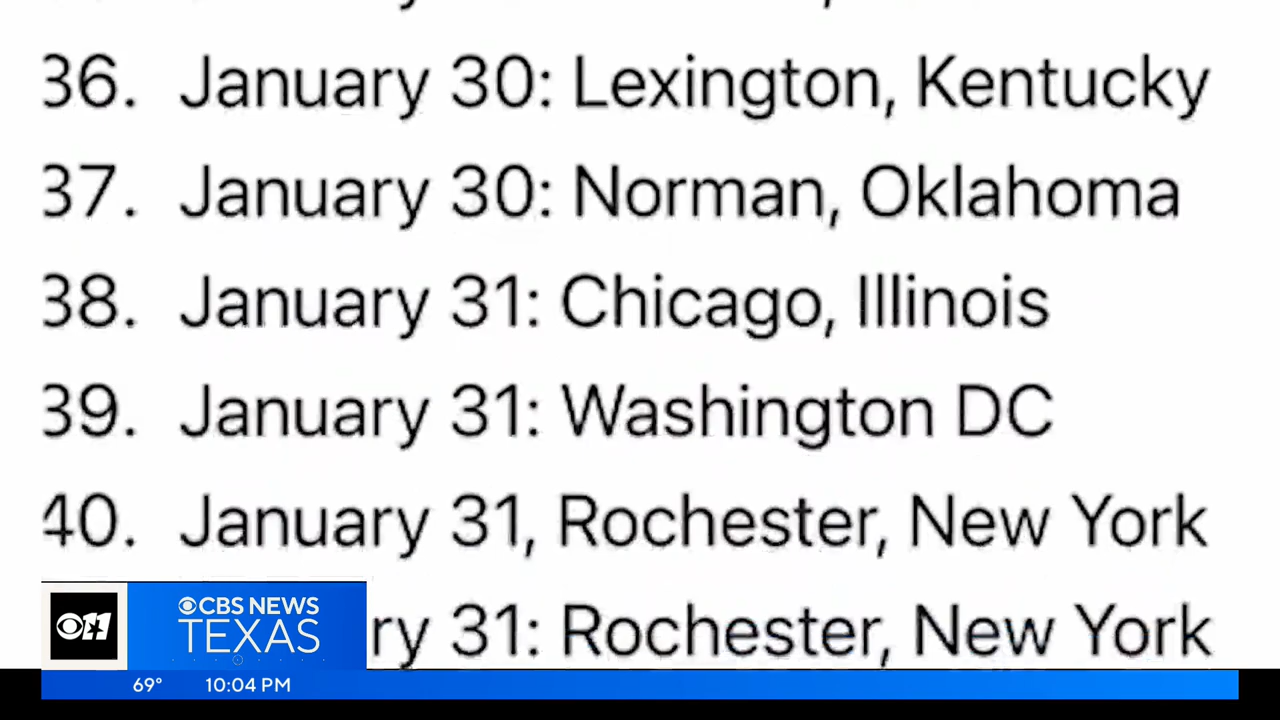 36. January 30: Lexington, Kentucky
37. January 30: Norman, Oklahoma
38. January 31: Chicago, Illinois
39. January 31: Washington DC
40. January 31, Rochester, New York
ry 31: Rochester, New York
11
CBS NEWS
TEXAS
69° 10:04 PM